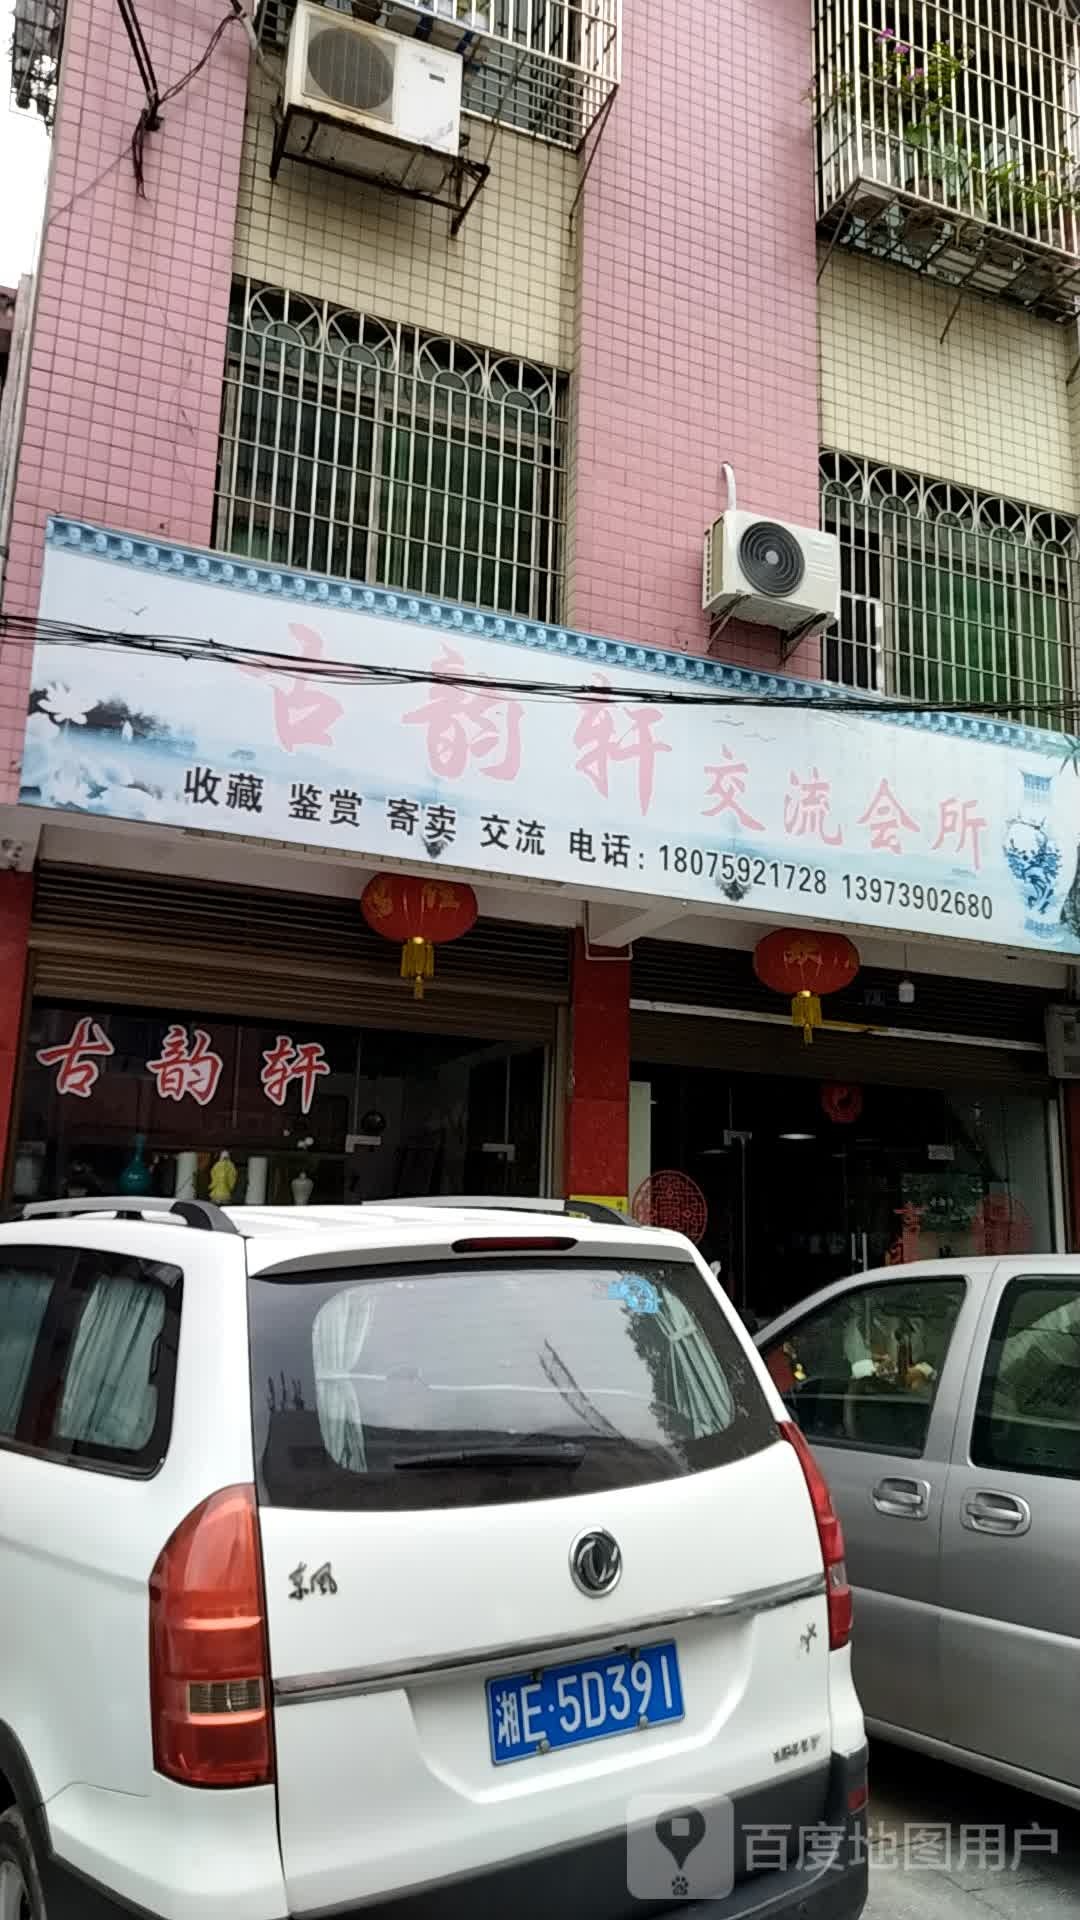 古韵轩交流会所
收藏 鉴赏 寄卖 交流 电话：18075921728 13973902680
古韵轩
东风
湘E·5D391
百度地图用户